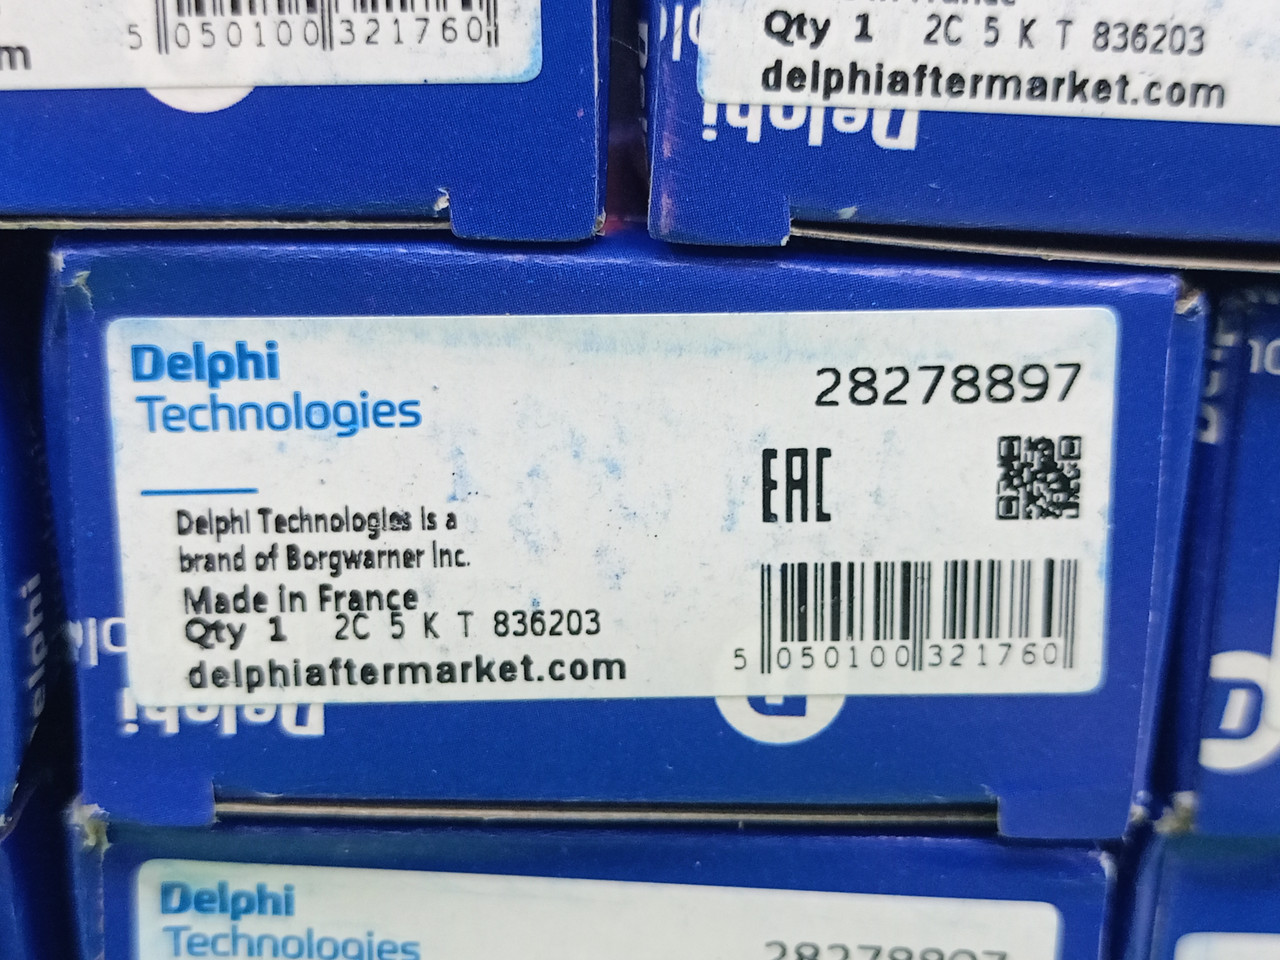 5 050100 321760
m
Qty 1 2C 5 K T 836203
delphiaftermarket.com
Delphi
Delphi
Technologies
28278897
EAC
Delphi Technologies is a
brand of Borgwarner Inc.
Made in France
Qty 1 2C 5 K T 836203
delphiaftermarket.com
5 050100 321760
Delphi
D
elphi
D
Delphi
Technologies
28278897